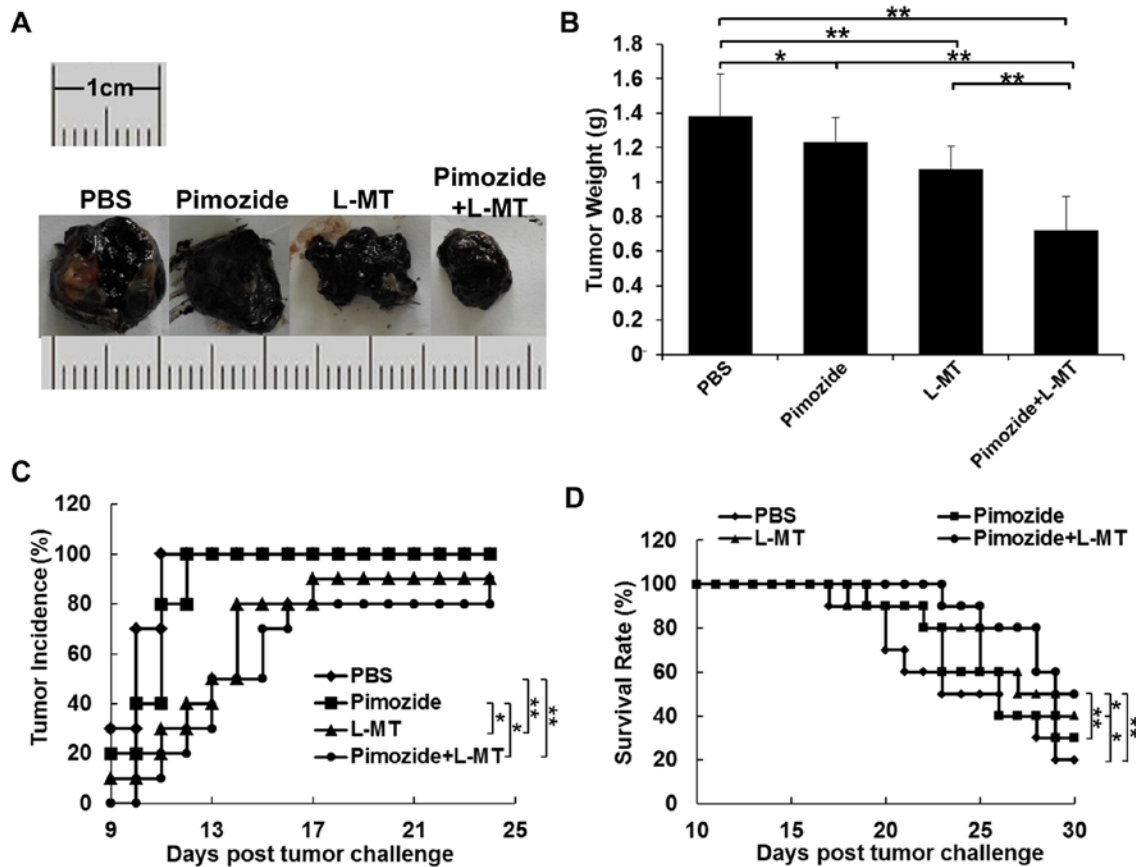 A
1cm
PBS
Pimozide
L-MT
Pimozide
+L-MT
B
Tumor Weight (g)
1.8
1.6
1.4
1.2
1
0.8
0.6
0.4
0.2
0
**
**
*
**
**
PBS
Pimozide
L-MT
Pimozide+L-MT
C
Tumor Incidence (%)
120
100
80
60
40
20
0
9
13
17
21
25
Days post tumor challenge
PBS
Pimozide
L-MT
Pimozide+L-MT
*
*
**
**
D
PBS
Pimozide
L-MT
Pimozide+L-MT
Survival Rate (%)
120
100
80
60
40
20
0
10
15
20
25
30
Days post tumor challenge
**
*
*
**